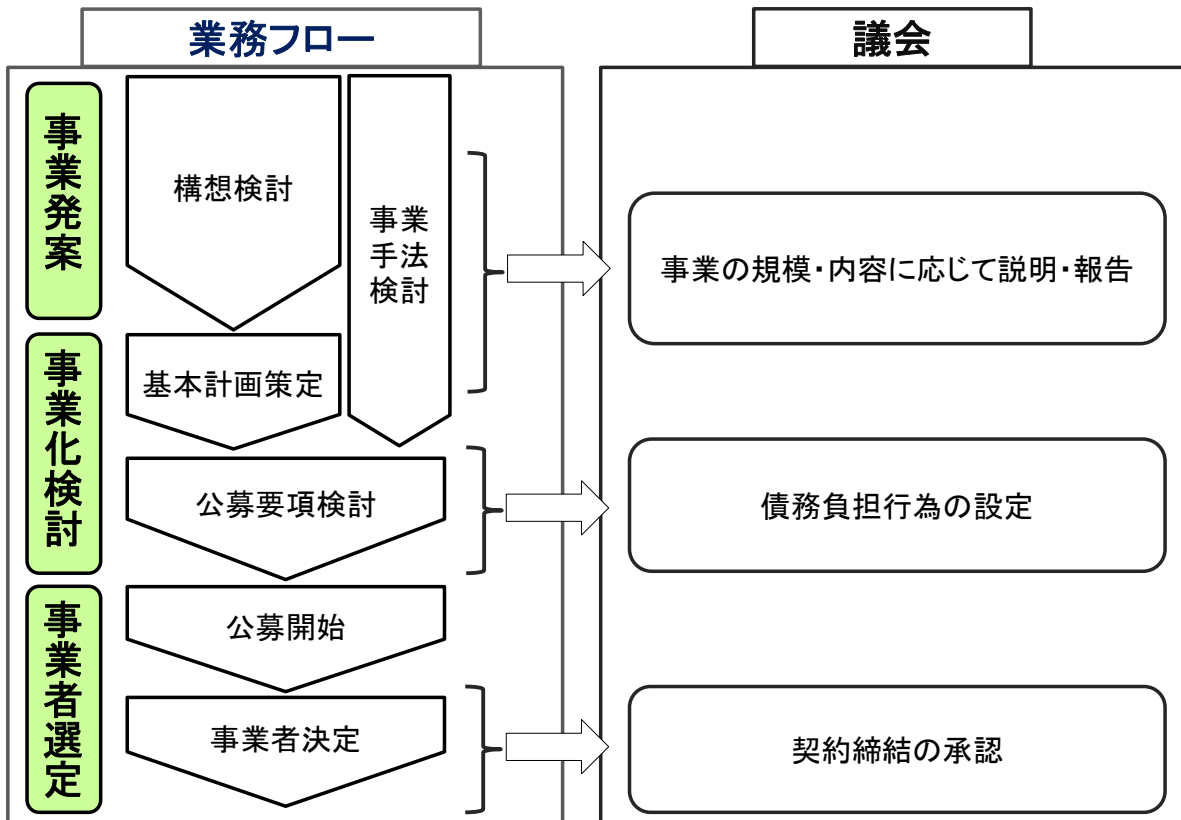 業務フロー
議会
事業発案
構想検討
事業
手法
検討
事業の規模・内容に応じて説明・報告
事業化検討
基本計画策定
公募要項検討
債務負担行為の設定
事業者選定
公募開始
事業者決定
契約締結の承認